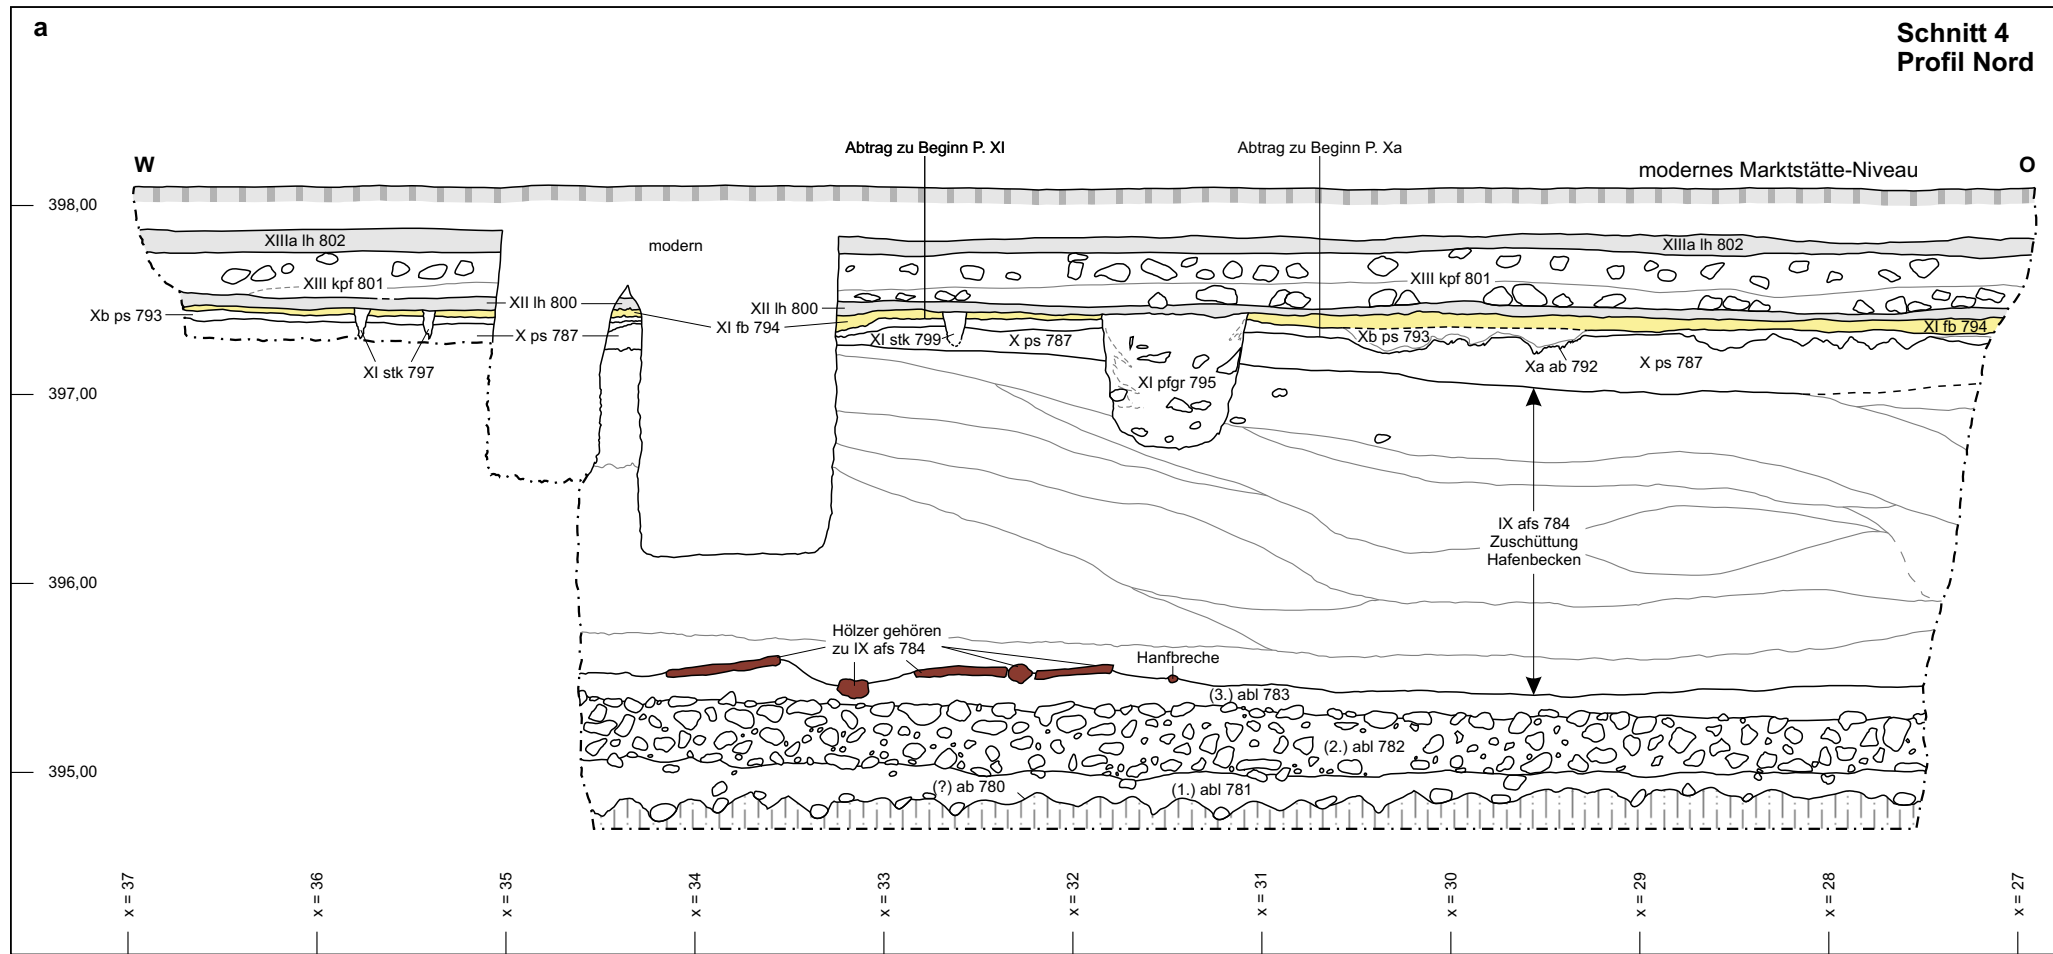 a
Schnitt 4
Profil Nord
Abtrag zu Beginn P. XI
Abtrag zu Beginn P. Xa
W
modernes Marktstätte-Niveau
O
398,00
XIIIa lh 802
modern
XIIIa lh 802
XIII kpf 801
XIII kpf 801
XII lh 800
XII lh 800
Xb ps 793
XI fb 794
XI fb 794
X ps 787
XI stk 799
X ps 787
Xb ps 793
XI stk 797
Xa ab 792
X ps 787
XI pfgr 795
397,00
IX afs 784
Zuschüttung
Hafenbecken
396,00
Hölzer gehören
zu IX afs 784
Hanfbreche
(3.) abl 783
(2.) abl 782
395,00
(?) ab 780
(1.) abl 781
x = 37
x = 36
x = 35
x = 34
x = 33
x = 32
x = 31
x = 30
x = 29
x = 28
x = 27